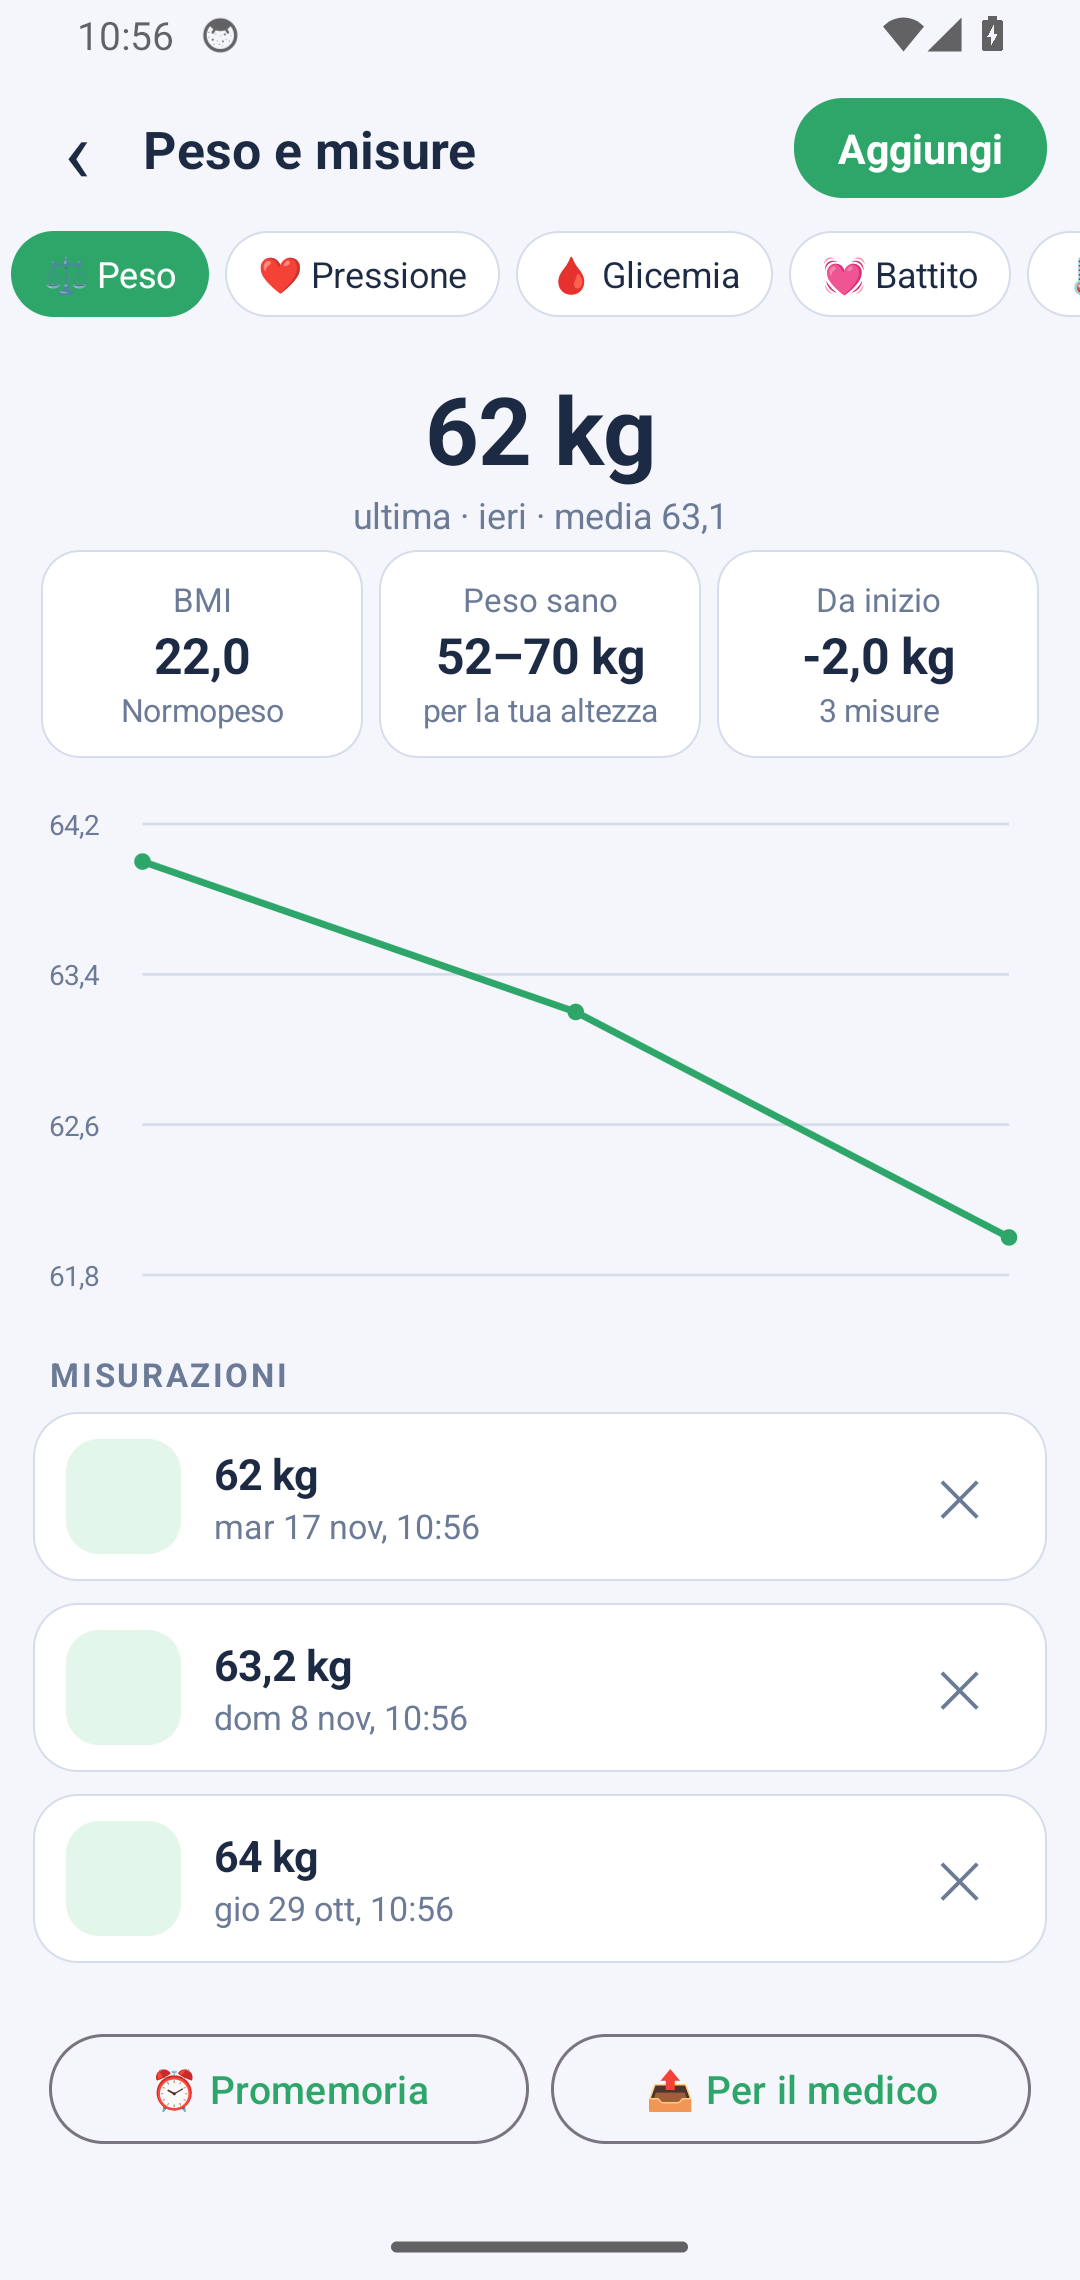 10:56
‹ Peso e misure
Aggiungi
⚖️ Peso
❤️ Pressione
🩸 Glicemia
💓 Battito
62 kg
ultima · ieri · media 63,1
BMI
22,0
Normopeso
Peso sano
52–70 kg
per la tua altezza
Da inizio
-2,0 kg
3 misure
64,2
63,4
62,6
61,8
MISURAZIONI
62 kg
mar 17 nov, 10:56
63,2 kg
dom 8 nov, 10:56
64 kg
gio 29 ott, 10:56
⏰ Promemoria
📤 Per il medico